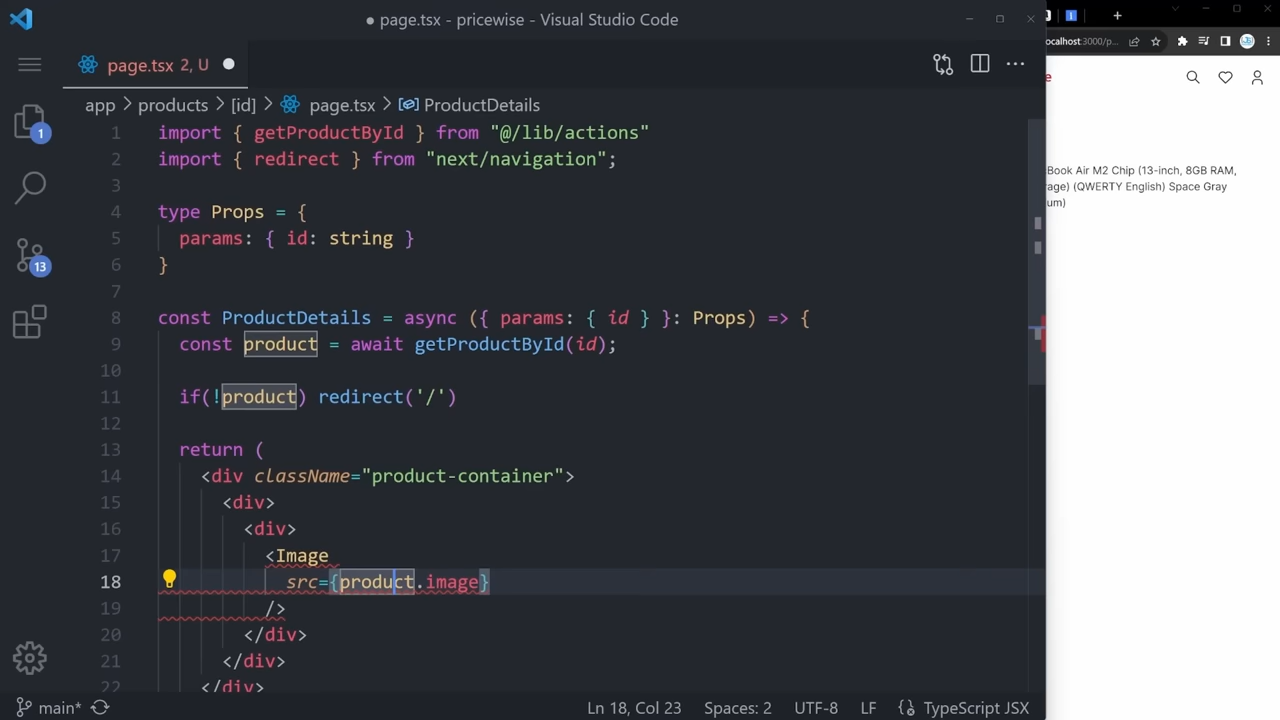 page.tsx - pricewise - Visual Studio Code
page.tsx 2, U
app > products > [id] > page.tsx > ProductDetails
1 import { getProductById } from "@/lib/actions"
2 import { redirect } from "next/navigation";
3
4 type Props = {
5 params: { id: string }
6 }
7
8 const ProductDetails = async ({ params: { id } }: Props) => {
9 const product = await getProductById(id);
10
11 if(!product) redirect('/')
12
13 return (
14 <div className="product-container">
15 <div>
16 <div>
17 <Image
18 src={product.image}
19 />
20 </div>
21 </div>
22 </div>
1
13
main*
Ln 18, Col 23
Spaces: 2
UTF-8
LF
TypeScript JSX
localhost:3000/p...
e
Book Air M2 Chip (13-inch, 8GB RAM,
rage) (QWERTY English) Space Gray
um)